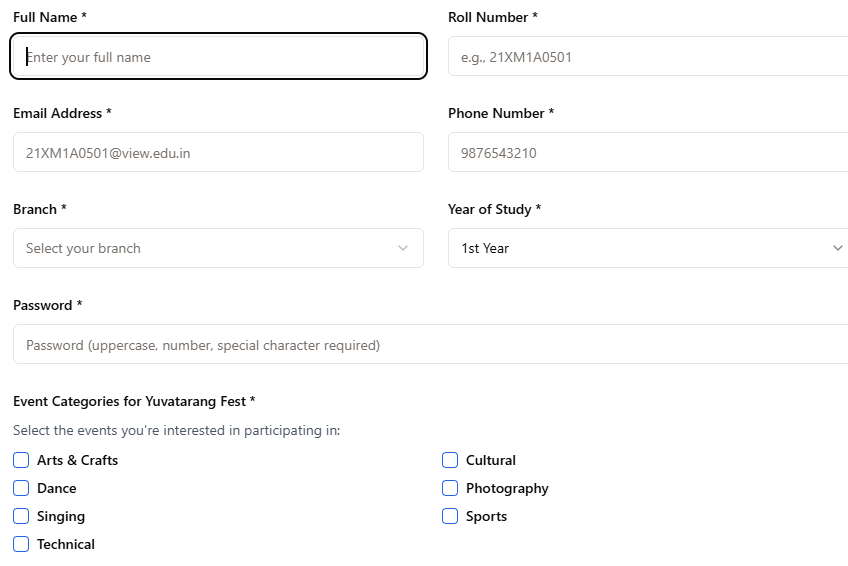 Full Name * Roll Number *
Enter your full name e.g., 21XM1A0501
Email Address * Phone Number *
21XM1A0501@view.edu.in 9876543210
Branch * Year of Study *
Select your branch 1st Year
Password *
Password (uppercase, number, special character required)
Event Categories for Yuvatarang Fest *
Select the events you're interested in participating in:
Arts & Crafts Cultural
Dance Photography
Singing Sports
Technical